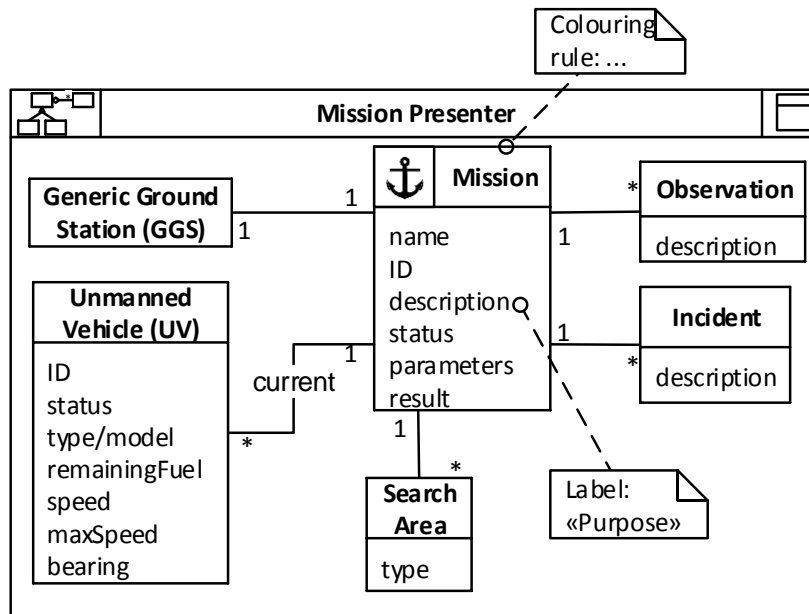 Colouring
rule: ...
*
Mission Presenter
Generic Ground
Station (GGS)
1
1
Mission
name
ID
description
status
parameters
result
*
1
Observation
description
Unmanned
Vehicle (UV)
ID
status
type/model
remainingFuel
speed
maxSpeed
bearing
current
1
*
1
*
Incident
description
1
*
Search
Area
type
Label:
«Purpose»